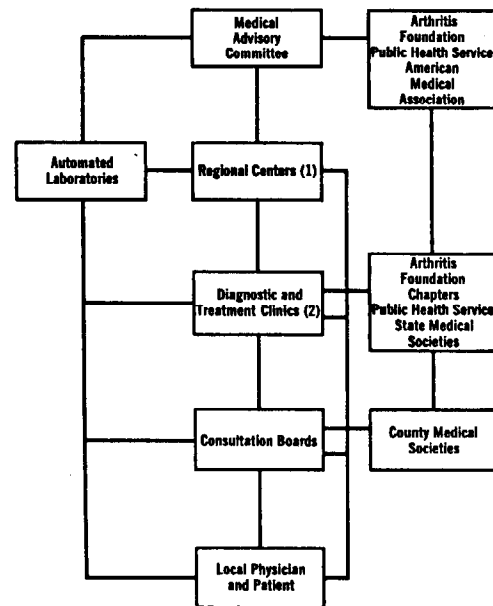 Medical
Advisory
Committee
Arthritis
Foundation
Public Health Service
American
Medical
Association
Automated
Laboratories
Regional Centers (1)
Diagnostic and
Treatment Clinics (2)
Arthritis
Foundation
Chapters
Public Health Service
State Medical
Societies
Consultation Boards
County Medical
Societies
Local Physician
and Patient